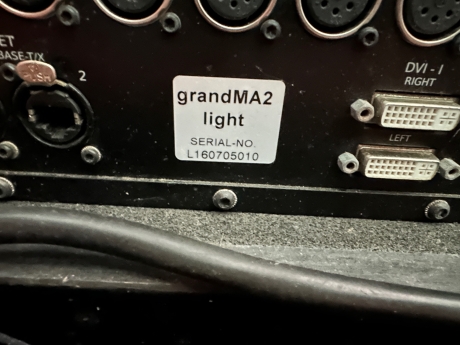 ET
BASE-T/X
2
grandMA2
light
SERIAL-NO.
L160705010
DVI - I
RIGHT
LEFT